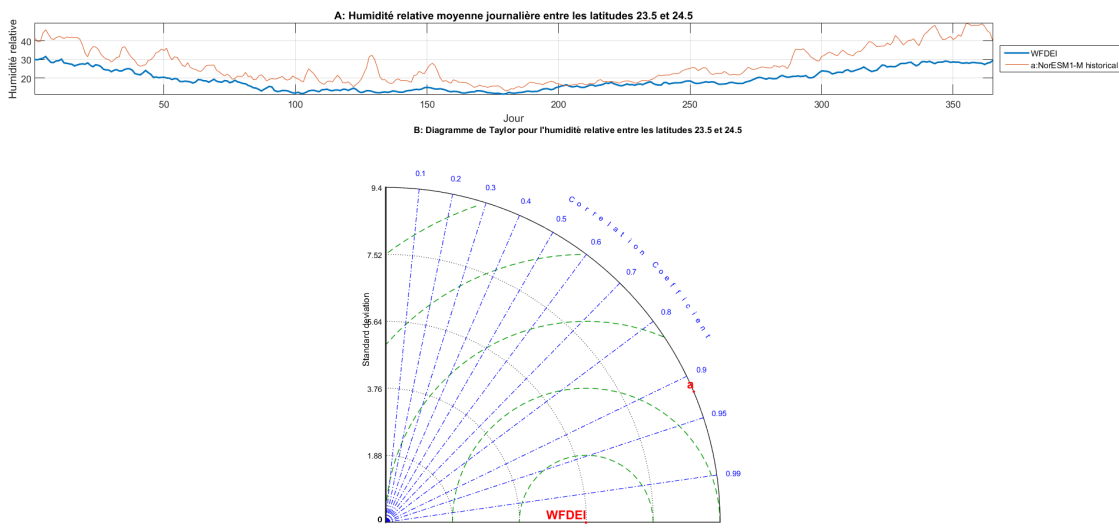 A: Humidité relative moyenne journalière entre les latitudes 23.5 et 24.5
Humidité relative
40
30
20
50
100
150
200
250
300
350
Jour
WFDEI
a:NorESM1-M historical
B: Diagramme de Taylor pour l'humiditè relative entre les latitudes 23.5 et 24.5
Standard deviation
9.4
7.52
5.64
3.76
1.88
0
0.1
0.2
0.3
0.4
0.5
0.6
0.7
0.8
0.9
0.95
0.99
Correlation Coefficient
a
WFDEI